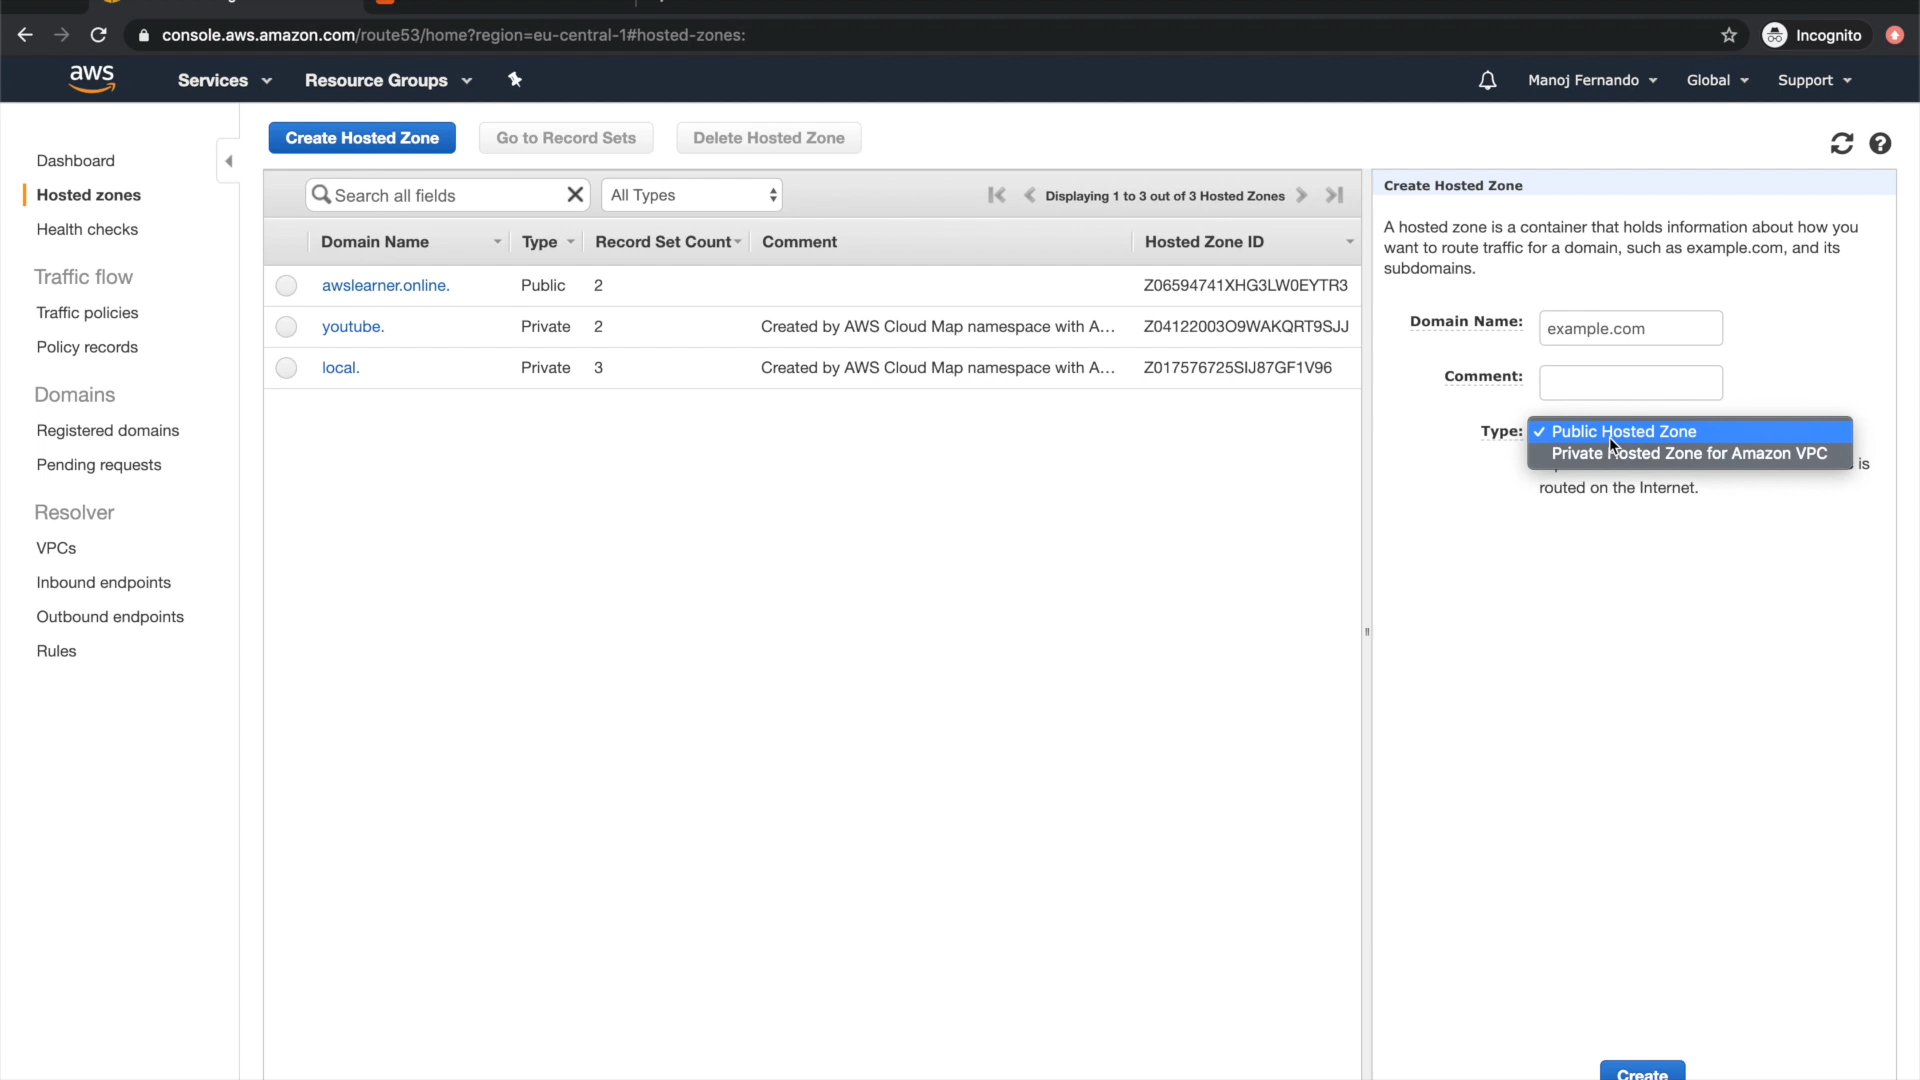 console.aws.amazon.com/route53/home?region=eu-central-1#hosted-zones:
Incognito
aws
Services
Resource Groups
Manoj Fernando
Global
Support
Dashboard
Hosted zones
Health checks
Traffic flow
Traffic policies
Policy records
Domains
Registered domains
Pending requests
Resolver
VPCs
Inbound endpoints
Outbound endpoints
Rules
Create Hosted Zone
Go to Record Sets
Delete Hosted Zone
Search all fields
All Types
Displaying 1 to 3 out of 3 Hosted Zones
Domain Name Type Record Set Count Comment Hosted Zone ID
awslearner.online. Public 2 Z06594741XHG3LW0EYTR3
youtube. Private 2 Created by AWS Cloud Map namespace with A... Z04122003O9WAKQRT9SJJ
local. Private 3 Created by AWS Cloud Map namespace with A... Z017576725SIJ87GF1V96
Create Hosted Zone
A hosted zone is a container that holds information about how you
want to route traffic for a domain, such as example.com, and its
subdomains.
Domain Name: example.com
Comment:
Type: ✓ Public Hosted Zone
Private Hosted Zone for Amazon VPC
is
routed on the Internet.
Create